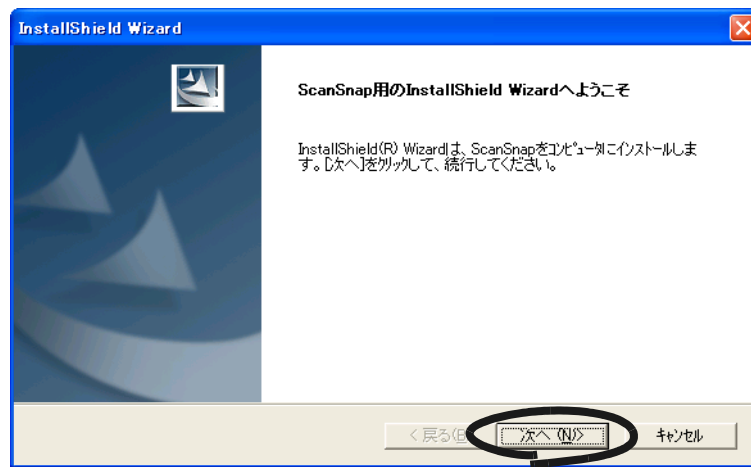 InstallShield Wizard
ScanSnap用のInstallShield Wizardへようこそ
InstallShield(R) Wizardは、ScanSnapをコンピュータにインストールしま
す。[次へ]をクリックして、続行してください。
< 戻る(B
次へ(N)>
キャンセル